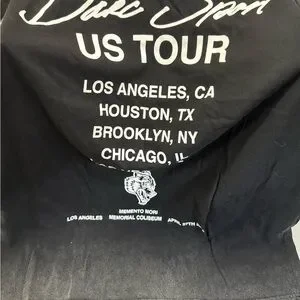 US TOUR
LOS ANGELES, CA
HOUSTON, TX
BROOKLYN, NY
CHICAGO,
MEMENTO MORI
LOS ANGELES MEMORIAL COLISEUM